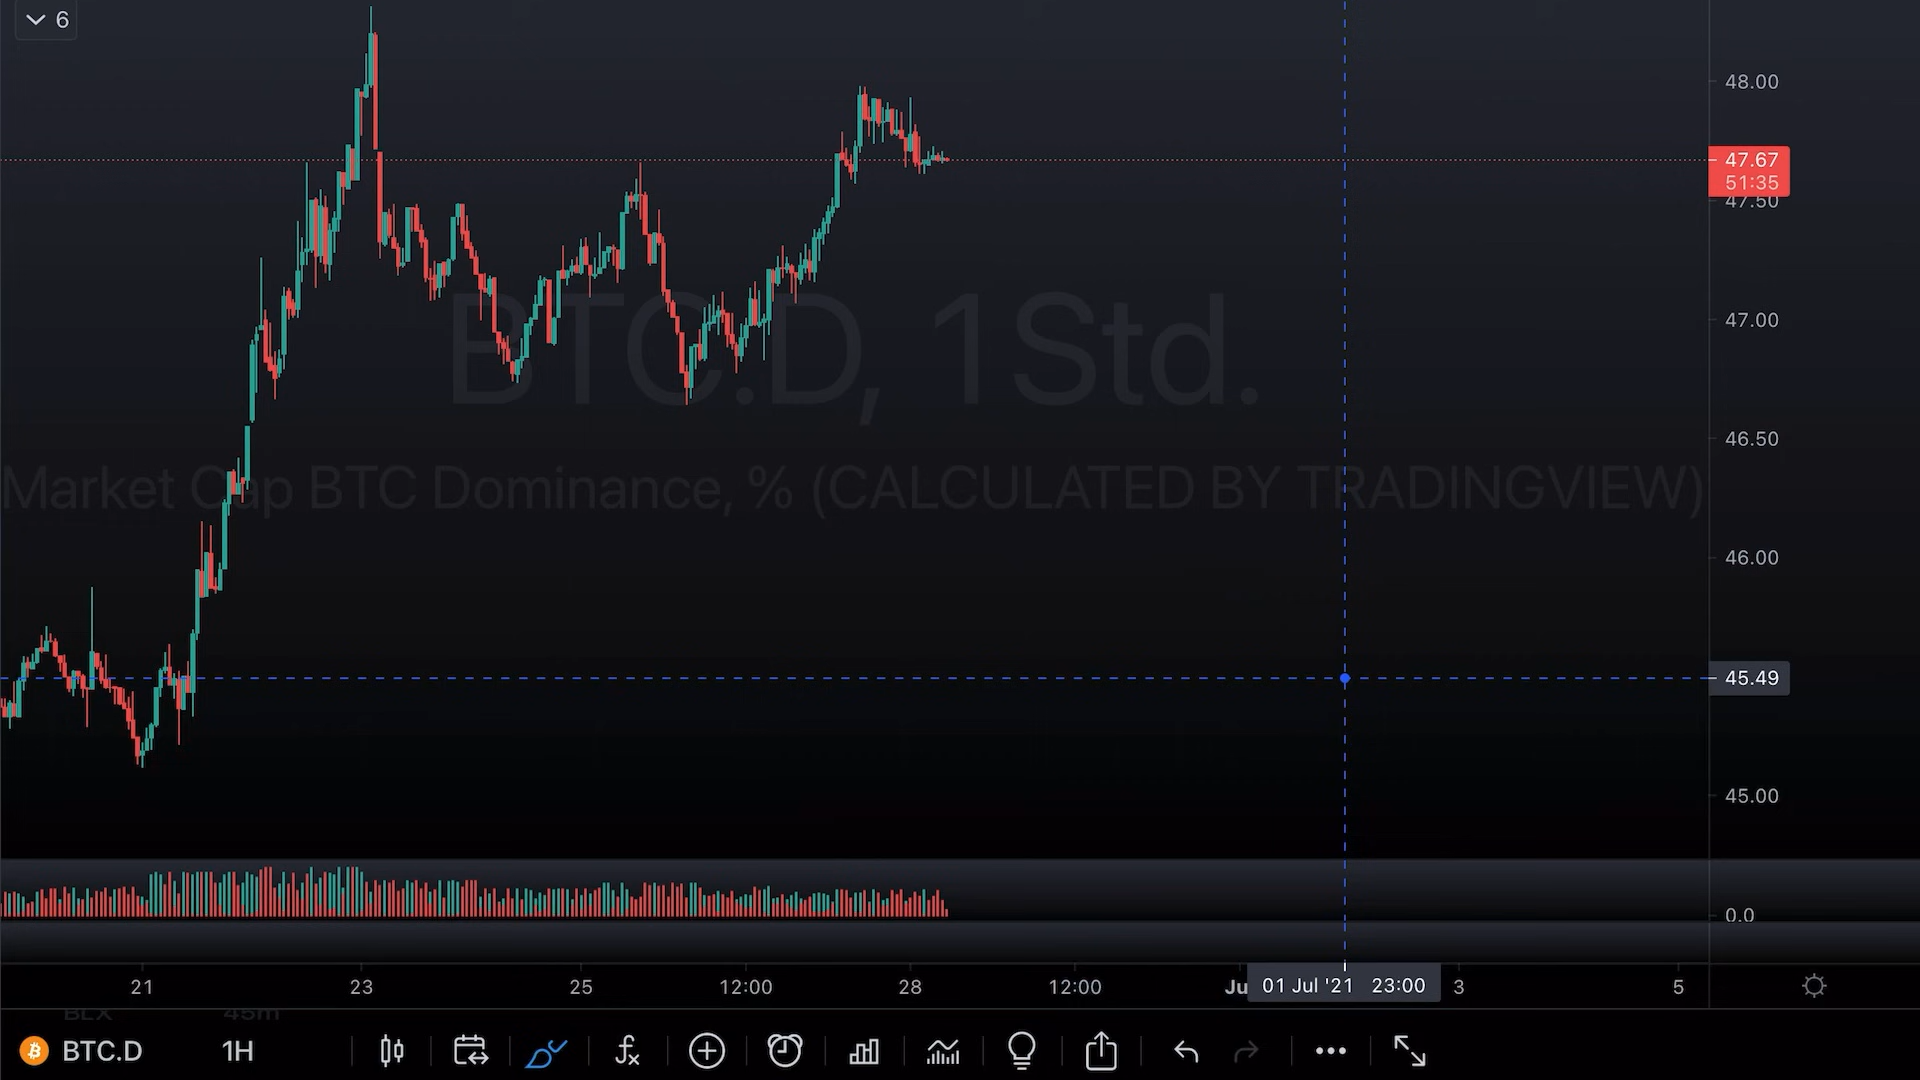 6
48.00
47.67
51:35
47.50
BTC.D, 1Std.
47.00
46.50
Market Cap BTC Dominance, % (CALCULATED BY TRADINGVIEW)
46.00
45.49
45.00
0.0
21 23 25 12:00 28 12:00 Ju 01 Jul '21 23:00 3 5
BLX 45m
BTC.D 1H